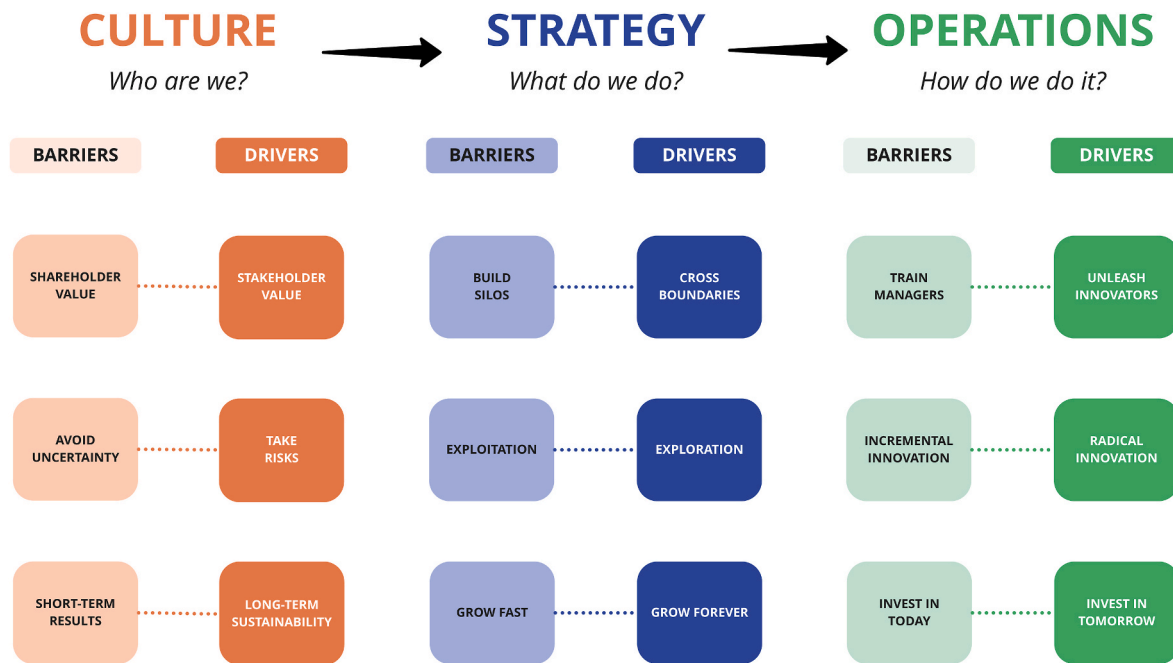 CULTURE
STRATEGY
OPERATIONS
Who are we?
What do we do?
How do we do it?
BARRIERS
DRIVERS
BARRIERS
DRIVERS
BARRIERS
DRIVERS
SHAREHOLDER
VALUE
STAKEHOLDER
VALUE
BUILD
SILOS
CROSS
BOUNDARIES
TRAIN
MANAGERS
UNLEASH
INNOVATORS
AVOID
UNCERTAINTY
TAKE
RISKS
EXPLOITATION
EXPLORATION
INCREMENTAL
INNOVATION
RADICAL
INNOVATION
SHORT-TERM
RESULTS
LONG-TERM
SUSTAINABILITY
GROW FAST
GROW FOREVER
INVEST IN
TODAY
INVEST IN
TOMORROW